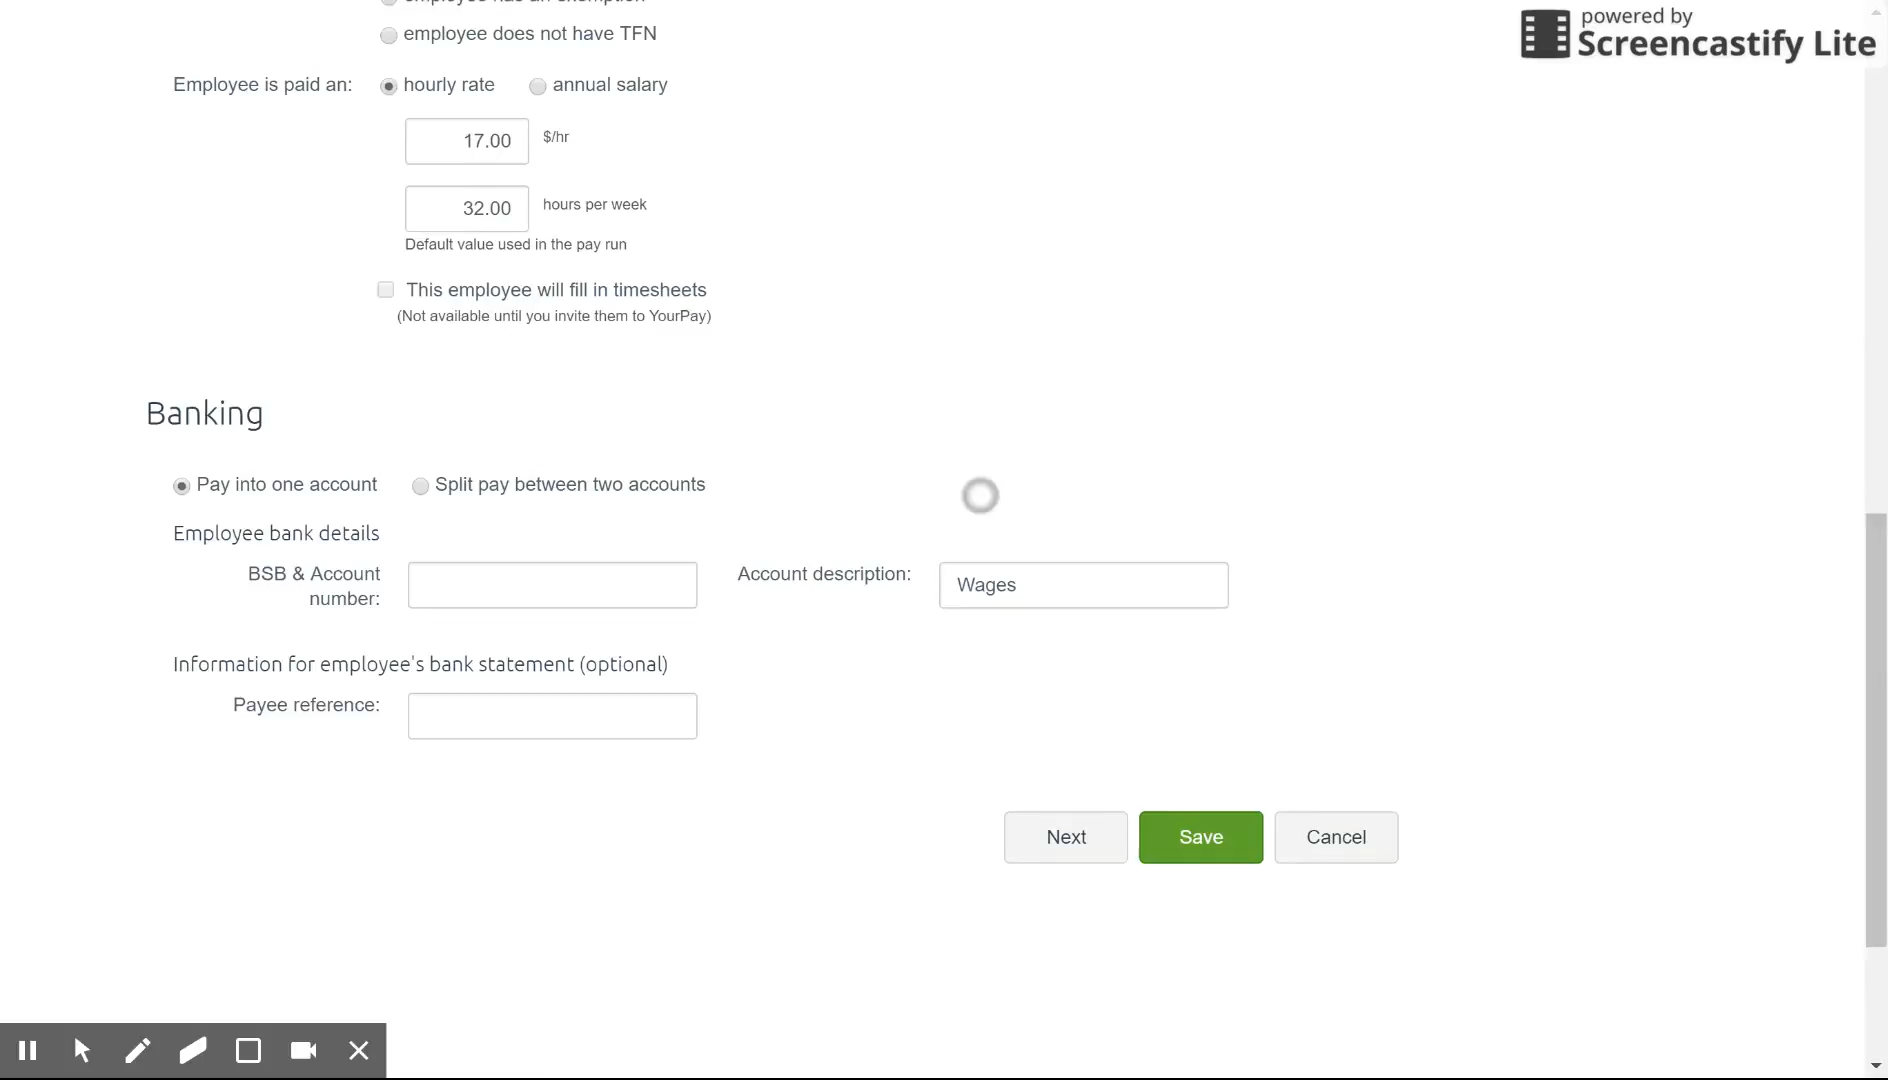 employee has an exemption
powered by
Screencastify Lite
employee does not have TFN
Employee is paid an: hourly rate annual salary
17.00 $/hr
32.00 hours per week
Default value used in the pay run
This employee will fill in timesheets
(Not available until you invite them to YourPay)
Banking
Pay into one account Split pay between two accounts
Employee bank details
BSB & Account number: Account description: Wages
Information for employee's bank statement (optional)
Payee reference:
Next Save Cancel